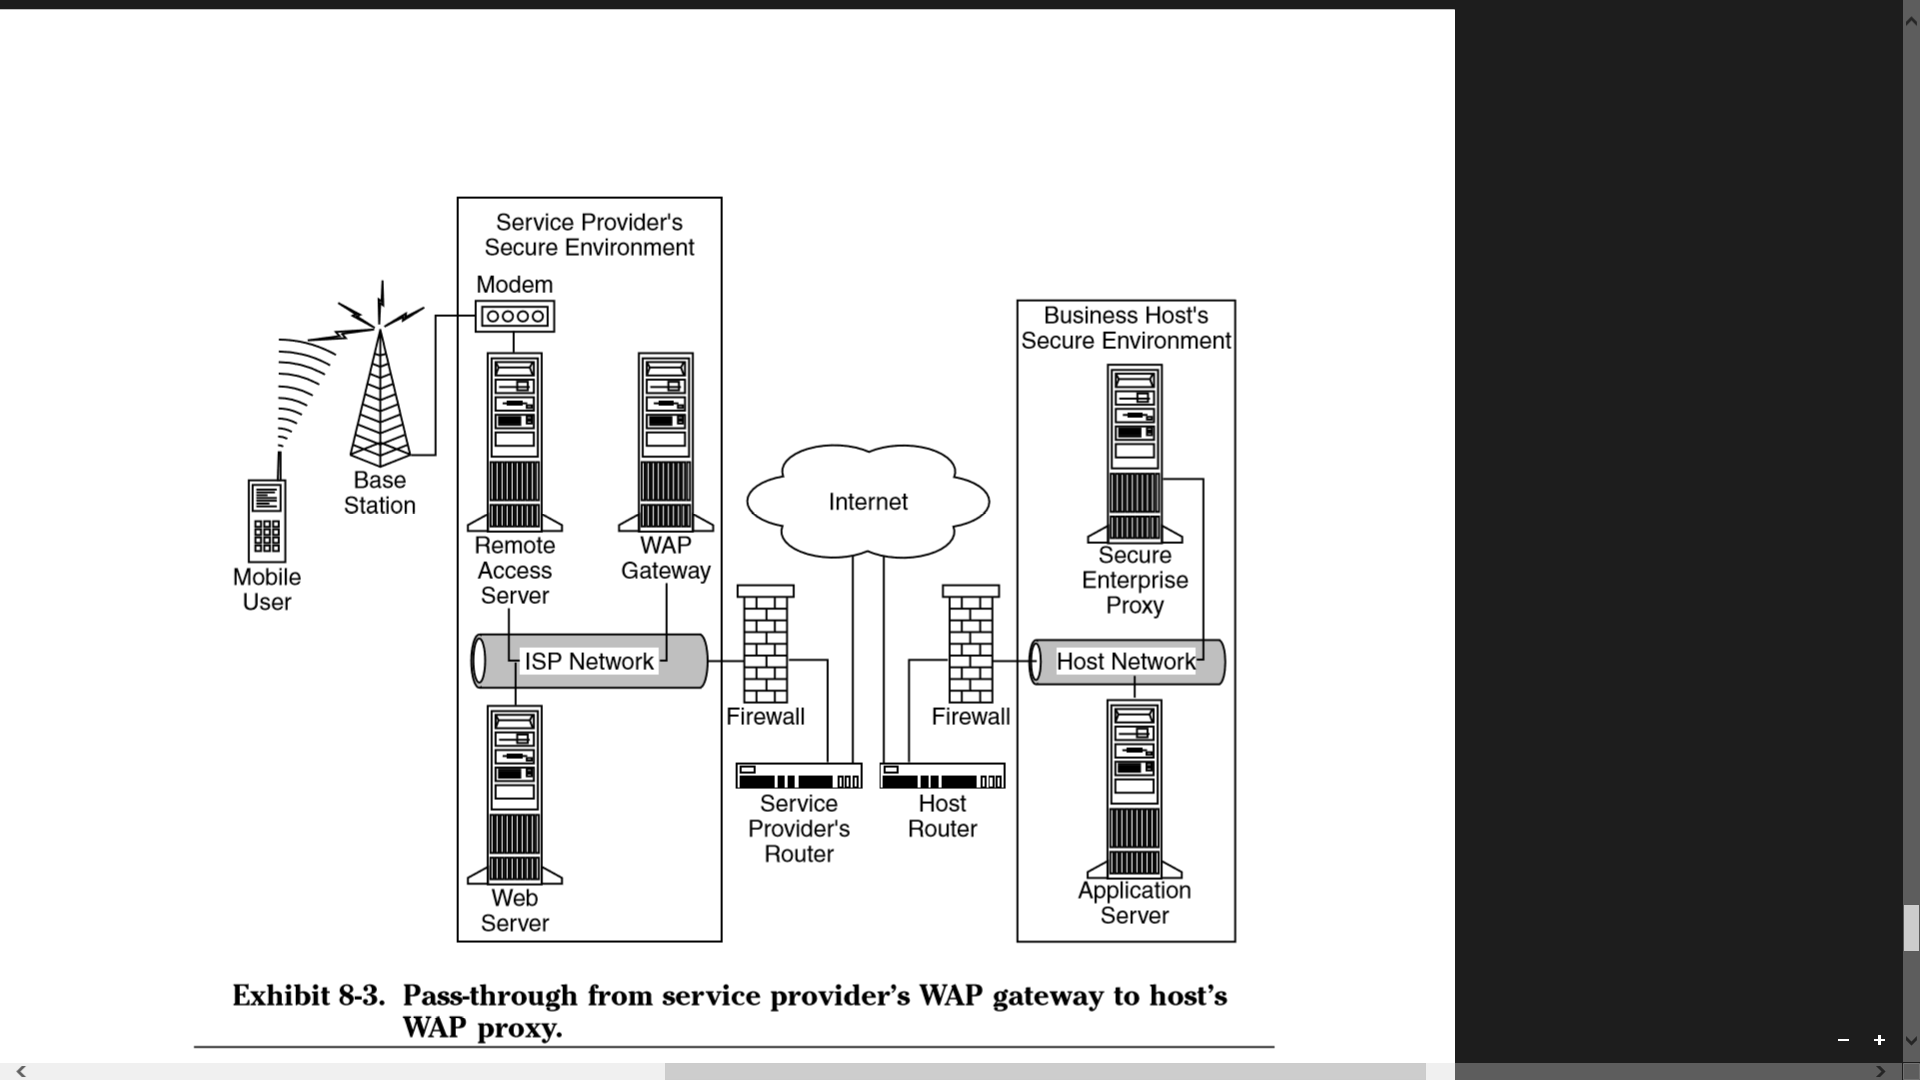 Service Provider's
Secure Environment
Modem
Business Host's
Secure Environment
Base
Station
Internet
Mobile
User
Remote
Access
Server
WAP
Gateway
Secure
Enterprise
Proxy
ISP Network
Host Network
Firewall
Firewall
Service
Provider's
Router
Host
Router
Web
Server
Application
Server
Exhibit 8-3. Pass-through from service provider’s WAP gateway to host’s
WAP proxy.